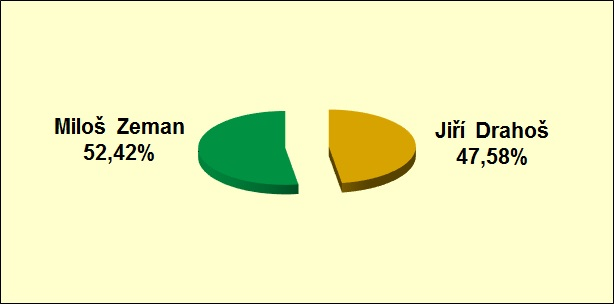 Miloš Zeman
52,42%
Jiří Drahoš
47,58%